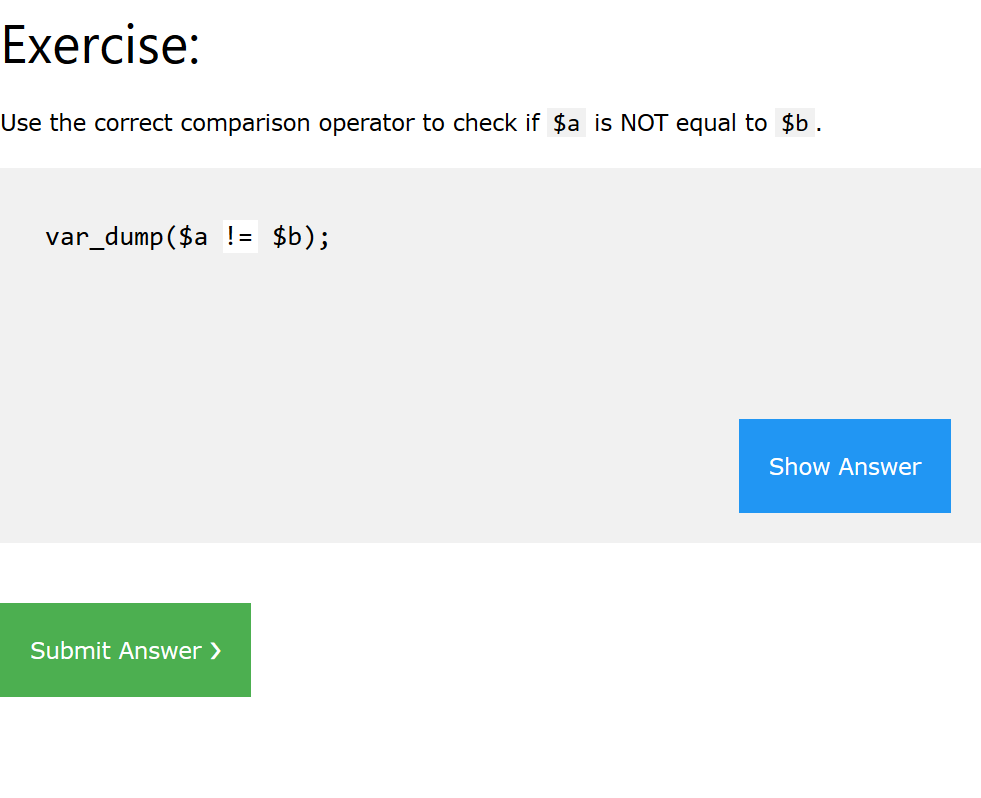 Exercise:
Use the correct comparison operator to check if $a is NOT equal to $b.
var_dump($a != $b);
Show Answer
Submit Answer ❯